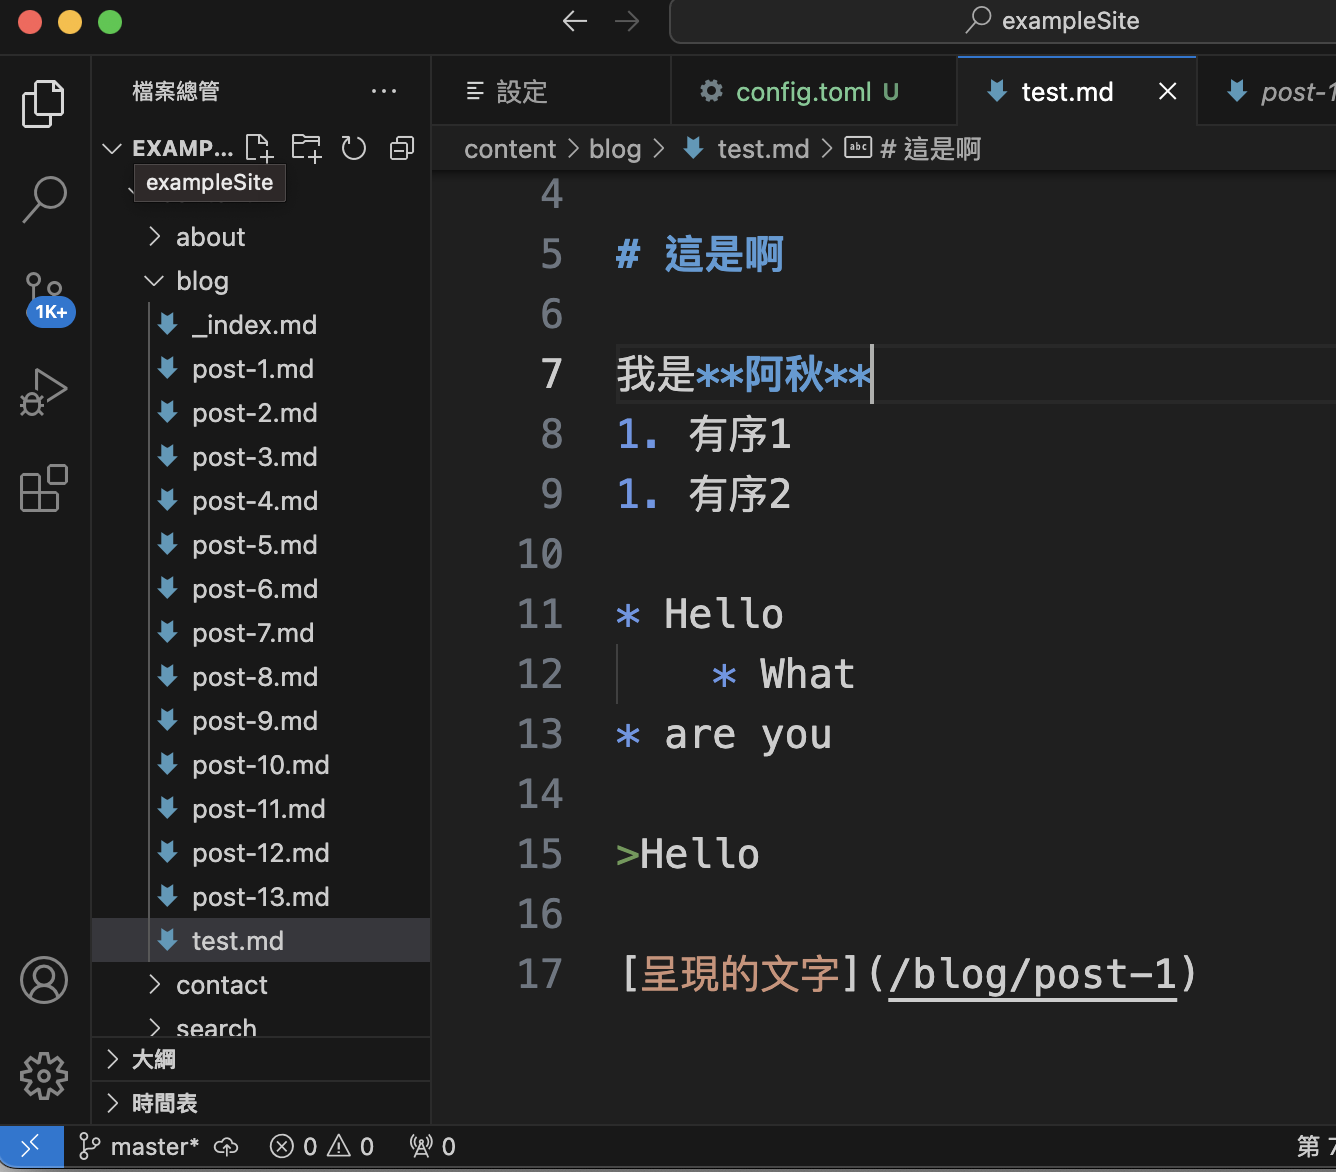 exampleSite
檔案總管
EXAMP...
exampleSite
about
blog
_index.md
post-1.md
post-2.md
post-3.md
post-4.md
post-5.md
post-6.md
post-7.md
post-8.md
post-9.md
post-10.md
post-11.md
post-12.md
post-13.md
test.md
contact
search
大綱
時間表
1K+
設定
config.toml U
test.md
post-1
content > blog > test.md > abc # 這是啊
4
5 # 這是啊
6
7 我是**阿秋**
8 1. 有序1
9 1. 有序2
10
11 * Hello
12 * What
13 * are you
14
15 >Hello
16
17 [呈現的文字](/blog/post-1)
master* 0 0 0
第 7